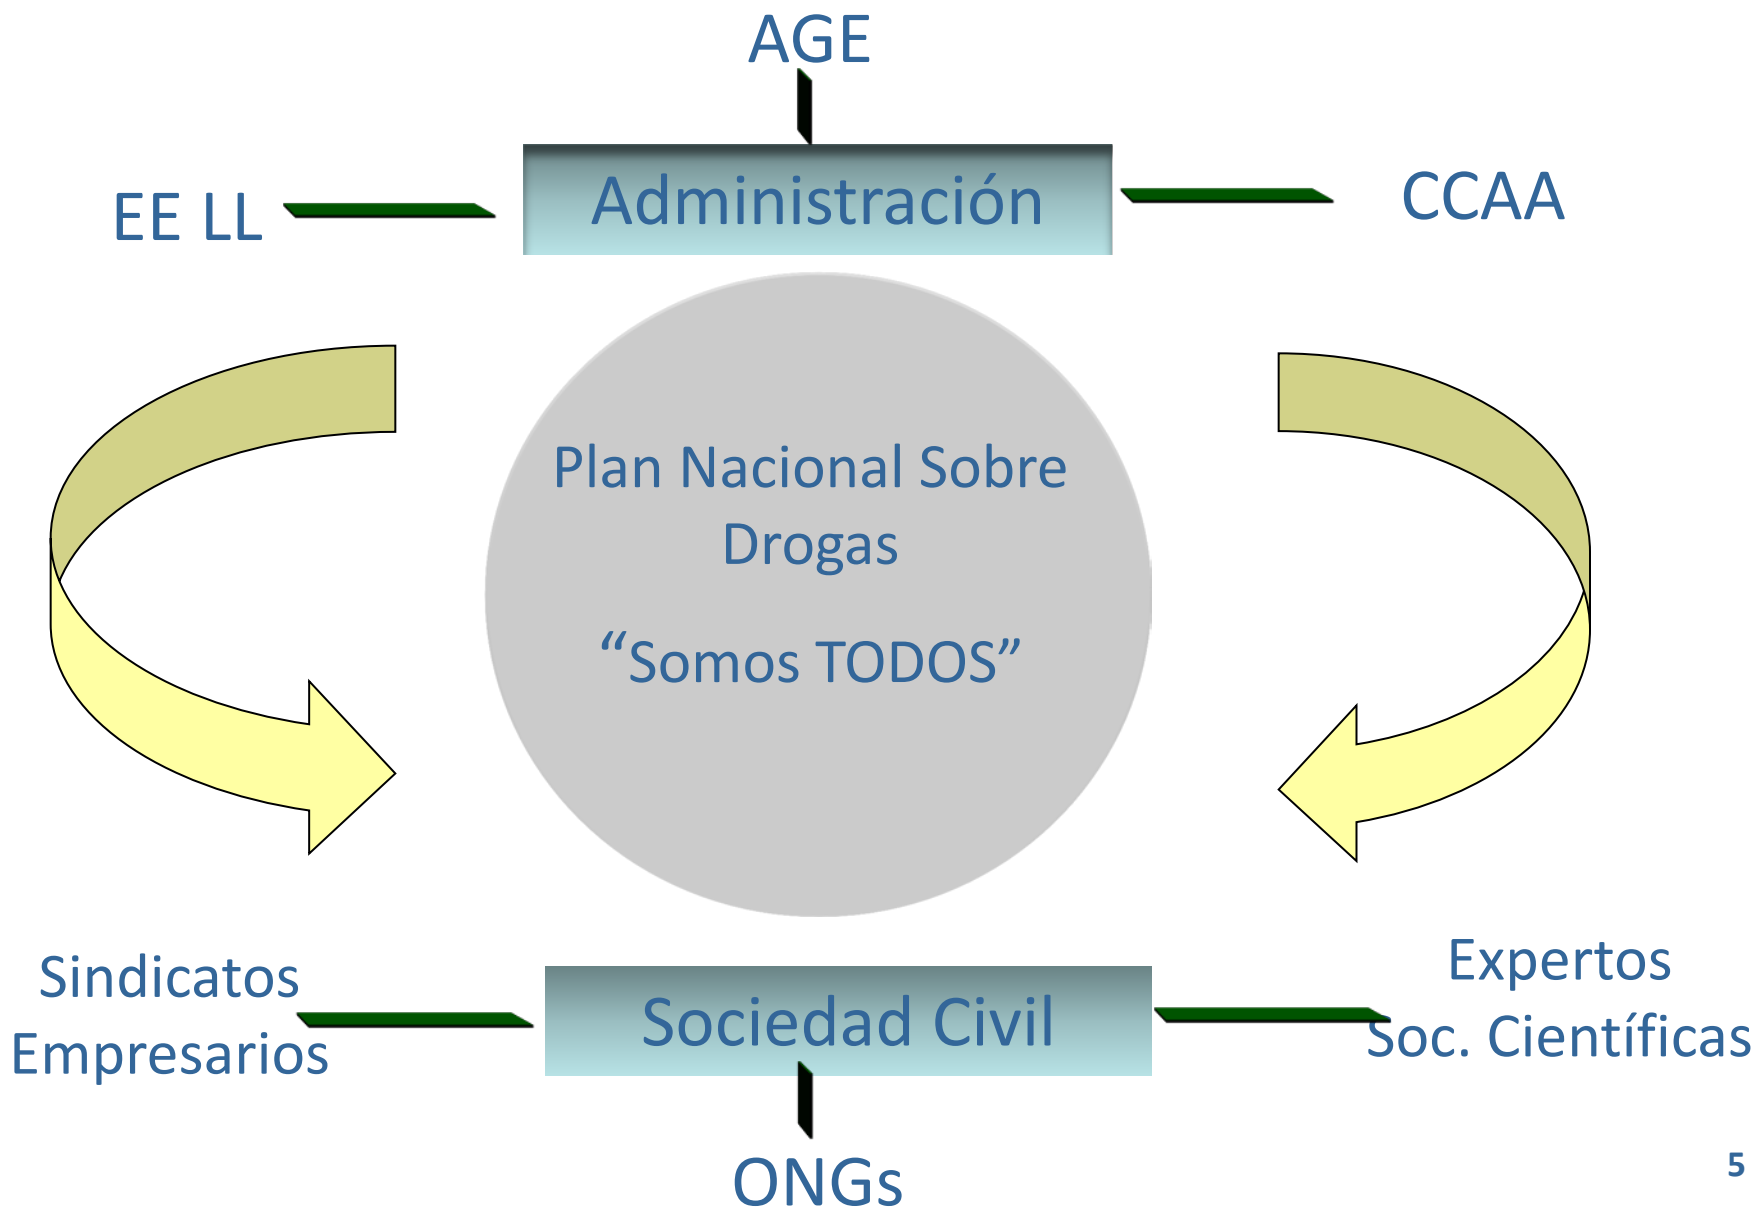 AGE
EE LL
Administración
CCAA
Plan Nacional Sobre
Drogas
“Somos TODOS”
Sindicatos
Empresarios
Sociedad Civil
Expertos
Soc. Científicas
ONGs
5